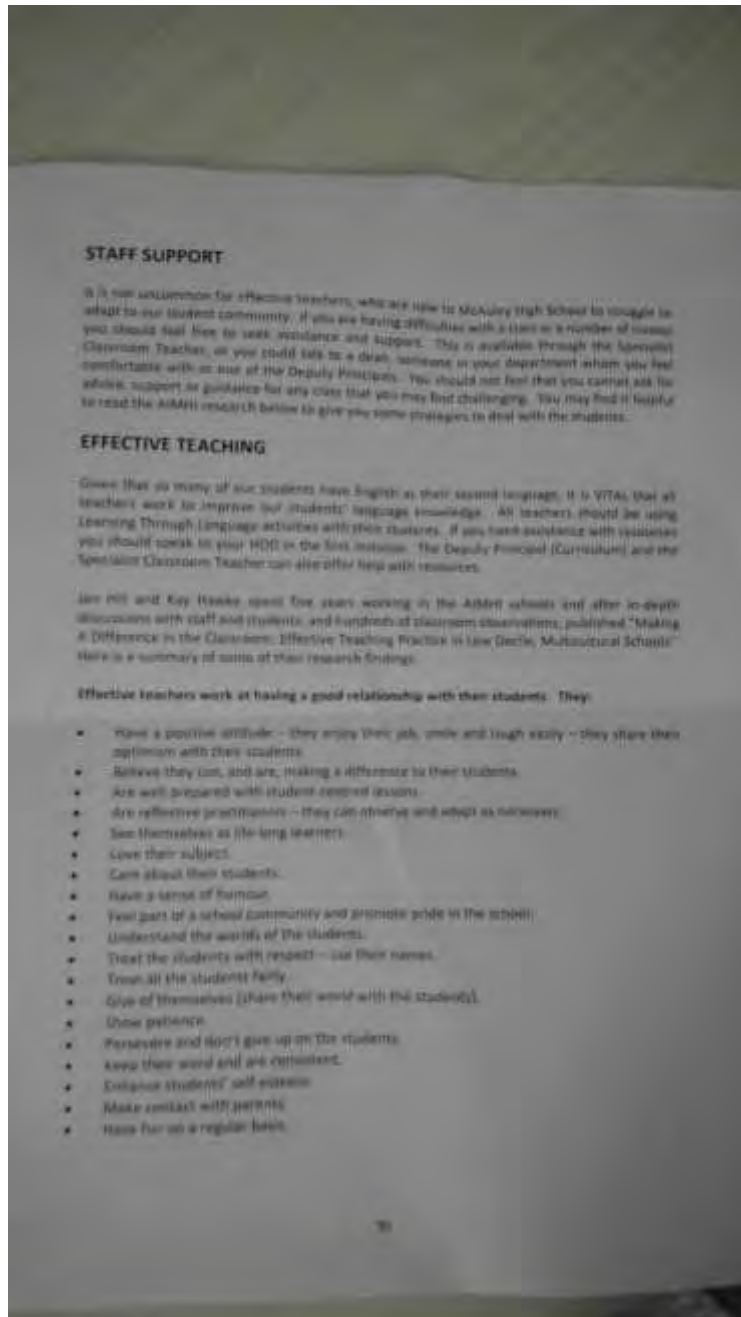 STAFF SUPPORT
It is not uncommon for effective teachers, who are new to McAuley High School to struggle to
adapt to our student community. If you are having difficulties with a class or a number of classes
you should feel free to seek assistance and support. This is available through the Specialist
Classroom Teacher, or you could talk to a dean, someone in your department whom you feel
comfortable with or one of the Deputy Principals. You should not feel that you cannot ask for
advice, support or guidance for any class that you may find challenging. You may find it helpful
to read the AIMHI research below to give you some strategies to deal with the students.
EFFECTIVE TEACHING
Given that so many of our students have English as their second language, it is VITAL that all
teachers work to improve our students' language knowledge. All teachers should be using
Learning Through Language activities with their students. If you need assistance with resources
you should speak to your HOD in the first instance. The Deputy Principal (Curriculum) and the
Specialist Classroom Teacher can also offer help with resources.
Jan Hill and Kay Hawke spent five years working in the AIMHI schools and after in-depth
discussions with staff and students, and hundreds of classroom observations, published "Making
A Difference in the Classroom: Effective Teaching Practice in Low Decile, Multicultural Schools"
Here is a summary of some of their research findings.
Effective teachers work at having a good relationship with their students. They:
• Have a positive attitude – they enjoy their job, smile and laugh easily – they share their
optimism with their students.
• Believe they can, and are, making a difference to their students.
• Are well prepared with student centred lessons.
• Are reflective practitioners – they can observe and adapt as necessary.
• See themselves as life-long learners.
• Love their subject.
• Care about their students.
• Have a sense of humour.
• Feel part of a school community and promote pride in the school.
• Understand the worlds of the students.
• Treat the students with respect – use their names.
• Treat all the students fairly.
• Give of themselves (share their world with the students).
• Show patience.
• Persevere and don't give up on the students.
• Keep their word and are consistent.
• Enhance students' self esteem.
• Make contact with parents.
• Have fun on a regular basis.